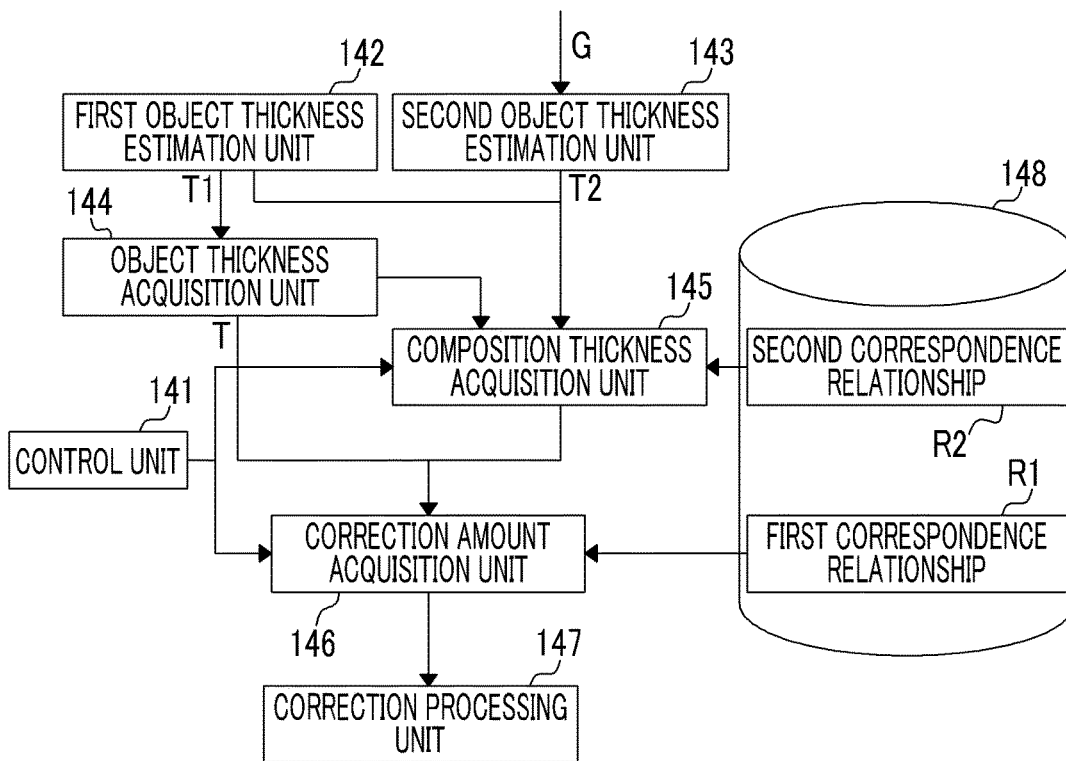 142
G
143
FIRST OBJECT THICKNESS
ESTIMATION UNIT
SECOND OBJECT THICKNESS
ESTIMATION UNIT
T1
T2
144
148
OBJECT THICKNESS
ACQUISITION UNIT
145
T
COMPOSITION THICKNESS
ACQUISITION UNIT
SECOND CORRESPONDENCE
RELATIONSHIP
141
R2
CONTROL UNIT
R1
CORRECTION AMOUNT
ACQUISITION UNIT
FIRST CORRESPONDENCE
RELATIONSHIP
146
147
CORRECTION PROCESSING
UNIT